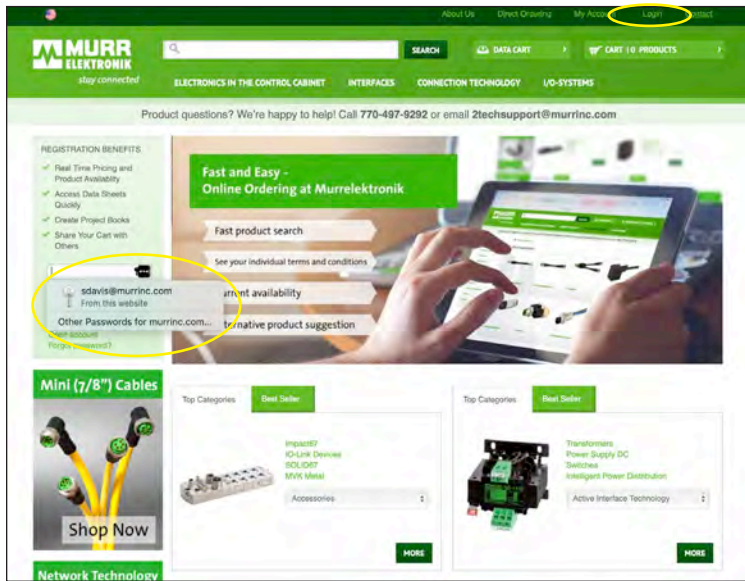 About Us Direct Ordering My Account Login Contact
MURR
ELEKTRONIK
stay connected
SEARCH
DATA CART
CART | 0 PRODUCTS
ELECTRONICS IN THE CONTROL CABINET INTERFACES CONNECTION TECHNOLOGY I/O-SYSTEMS
Product questions? We're happy to help! Call 770-497-9292 or email 2techsupport@murrinc.com
REGISTRATION BENEFITS
Real Time Pricing and
Product Availability
Access Data Sheets
Quickly
Create Project Books
Share Your Cart with
Others
sdavis@murrinc.com
From this website
Other Passwords for murrinc.com...
Open account
Forgot password?
Fast and Easy -
Online Ordering at Murrelektronik
Fast product search
See your individual terms and conditions
urrent availability
ternative product suggestion
Mini (7/8") Cables
Shop Now
Network Technology
Top Categories Best Seller
Impact67
IO-Link Devices
ISOLID67
MVK Metal
Accessories
MORE
Top Categories Best Seller
Transformers
Power Supply DC
Switches
Intelligent Power Distribution
Active Interface Technology
MORE